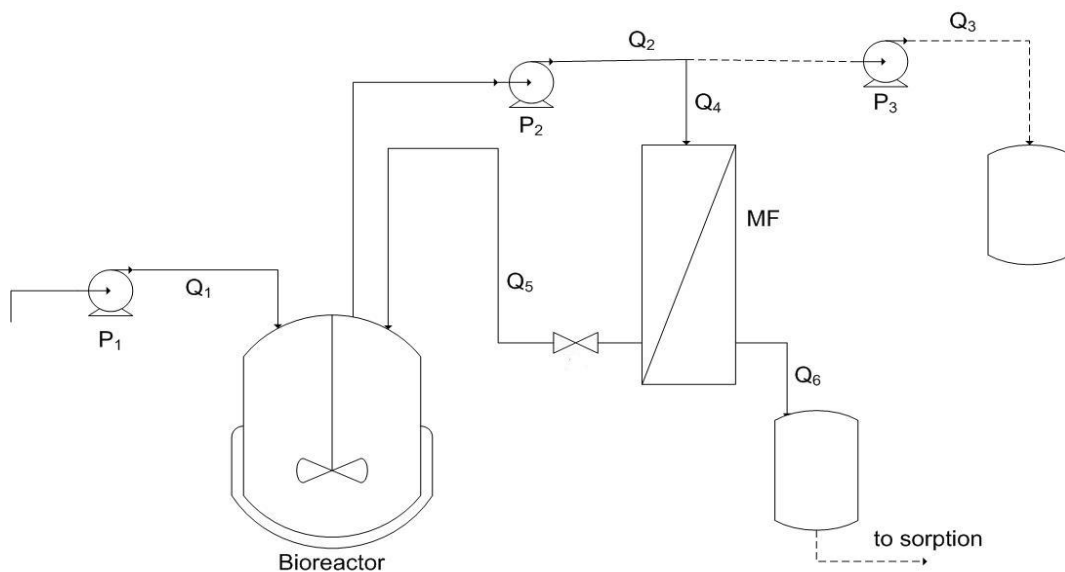 Q₃
Q₂
P₂
Q₄
P₃
MF
Q₁
Q₅
P₁
Q₆
to sorption
Bioreactor